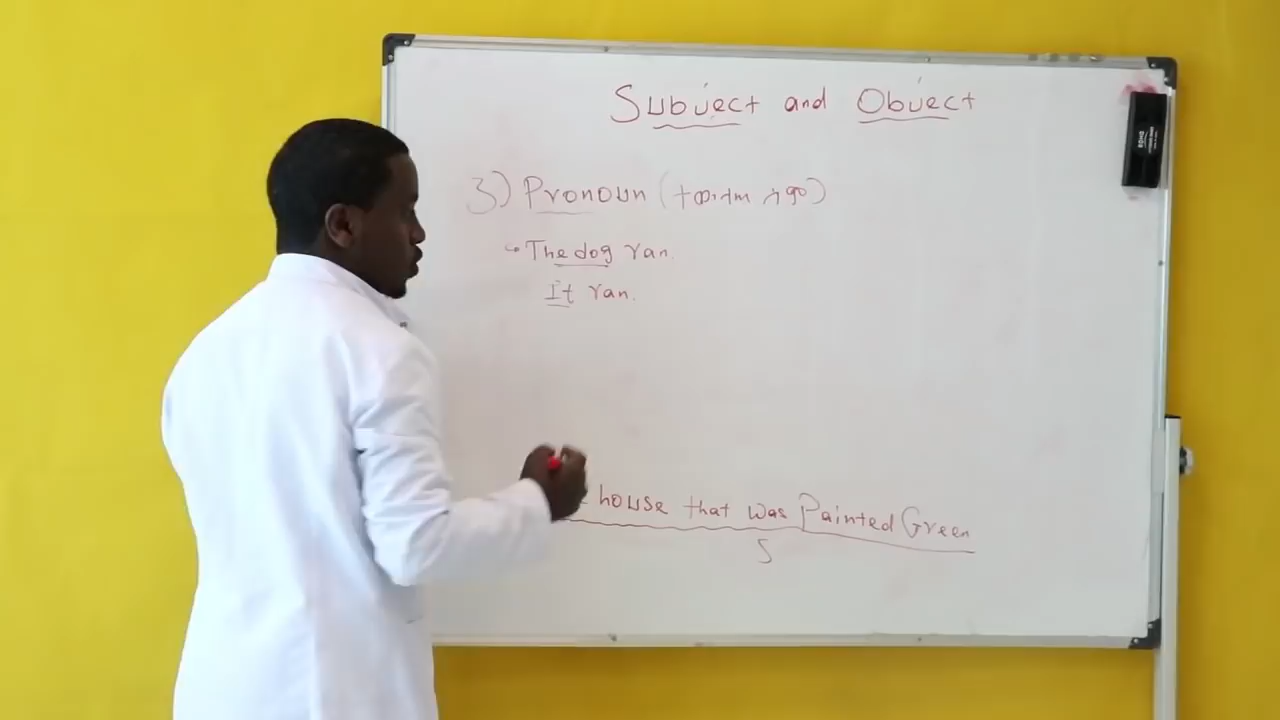 Subject and Object
3) Pronoun (ተውላጠ ስም)
The dog ran.
It ran.
house that was Painted Green
S